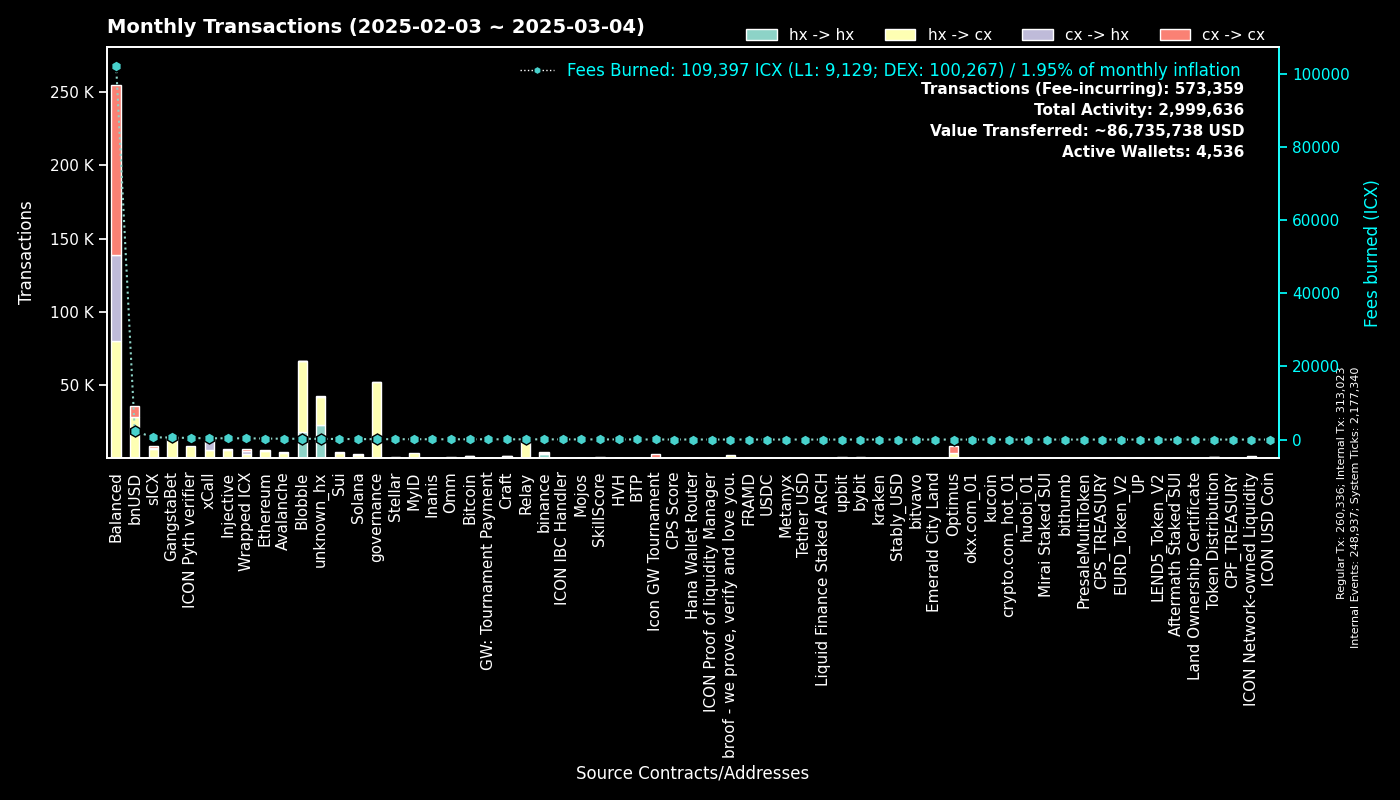 Monthly Transactions (2025-02-03 ~ 2025-03-04)
hx -> hx
hx -> cx
cx -> hx
cx -> cx
Fees Burned: 109,397 ICX (L1: 9,129; DEX: 100,267) / 1.95% of monthly inflation
Transactions (Fee-incurring): 573,359
Total Activity: 2,999,636
Value Transferred: ~86,735,738 USD
Active Wallets: 4,536
Transactions
250 K
200 K
150 K
100 K
50 K
100000
80000
60000
40000
20000
0
Fees burned (ICX)
Regular Tx: 260,336; Internal Tx: 313,023
Internal Events: 248,937; System Ticks: 2,177,340
Balanced
bnUSD
sICX
GangstaBet
ICON Pyth verifier
xCall
Injective
Wrapped ICX
Ethereum
Avalanche
Blobble
unknown_hx
Sui
Solana
governance
Stellar
MyID
Inanis
Omm
Bitcoin
GW: Tournament Payment
Craft
Relay
binance
ICON IBC Handler
Mojos
SkillScore
HVH
BTP
Icon GW Tournament
CPS Score
Hana Wallet Router
ICON Proof of liquidity Manager
broof - we prove, verify and love you.
FRAMD
USDC
Metanyx
Tether USD
Liquid Finance Staked ARCH
upbit
bybit
kraken
Stably_USD
bitvavo
Emerald City Land
Optimus
okx.com_01
kucoin
crypto.com_hot_01
huobi_01
Mirai Staked SUI
bithumb
PresaleMultiToken
CPS_TREASURY
EURD_Token_V2
UP
LEND5_Token_V2
Aftermath Staked SUI
Land Ownership Certificate
Token Distribution
CPF_TREASURY
ICON Network-owned Liquidity
ICON USD Coin
Source Contracts/Addresses